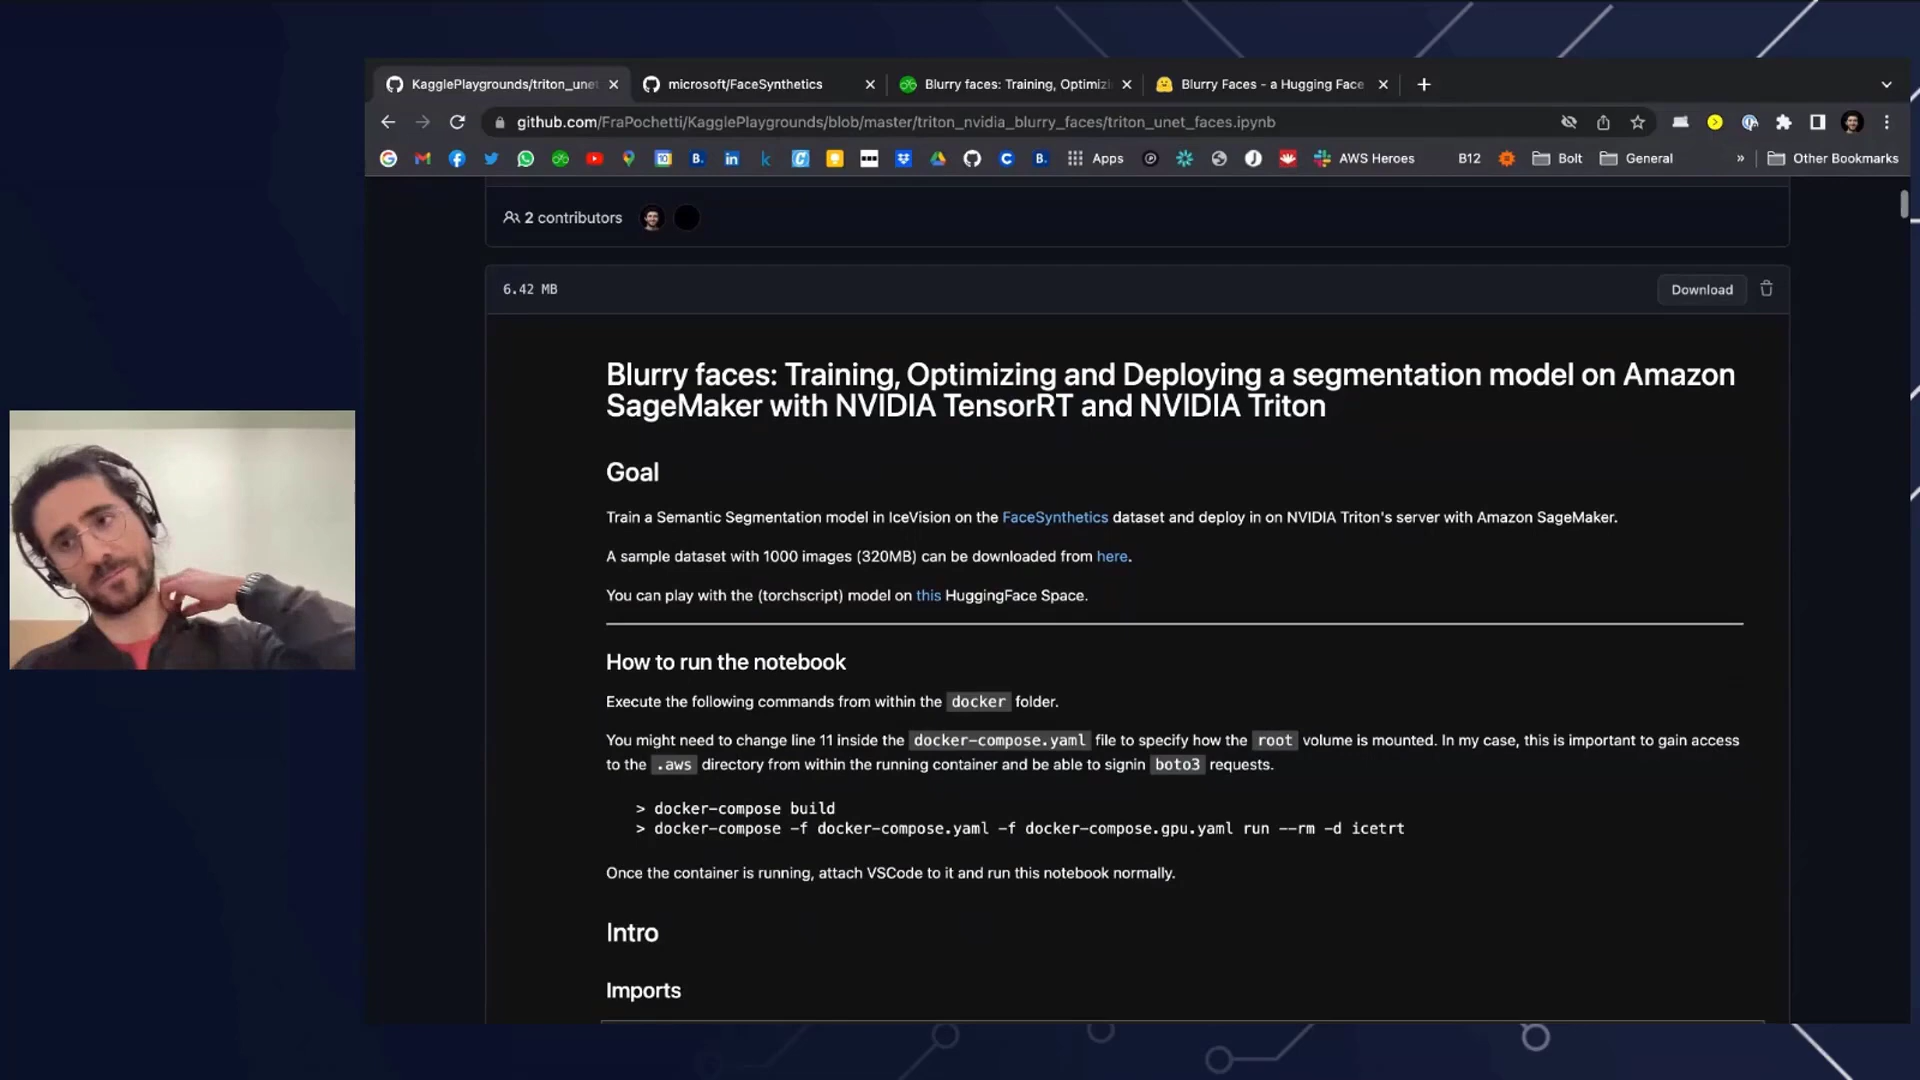 KagglePlaygrounds/triton_unet
microsoft/FaceSynthetics
Blurry faces: Training, Optimizi
Blurry Faces - a Hugging Face
github.com/FraPochetti/KagglePlaygrounds/blob/master/triton_nvidia_blurry_faces/triton_unet_faces.ipynb
Apps
AWS Heroes
B12
Bolt
General
»
Other Bookmarks
2 contributors
6.42 MB
Download
Blurry faces: Training, Optimizing and Deploying a segmentation model on Amazon
SageMaker with NVIDIA TensorRT and NVIDIA Triton
Goal
Train a Semantic Segmentation model in IceVision on the FaceSynthetics dataset and deploy in on NVIDIA Triton's server with Amazon SageMaker.
A sample dataset with 1000 images (320MB) can be downloaded from here.
You can play with the (torchscript) model on this HuggingFace Space.
How to run the notebook
Execute the following commands from within the docker folder.
You might need to change line 11 inside the docker-compose.yaml file to specify how the root volume is mounted. In my case, this is important to gain access
to the .aws directory from within the running container and be able to signin boto3 requests.
> docker-compose build
> docker-compose -f docker-compose.yaml -f docker-compose.gpu.yaml run --rm -d icetrt
Once the container is running, attach VSCode to it and run this notebook normally.
Intro
Imports